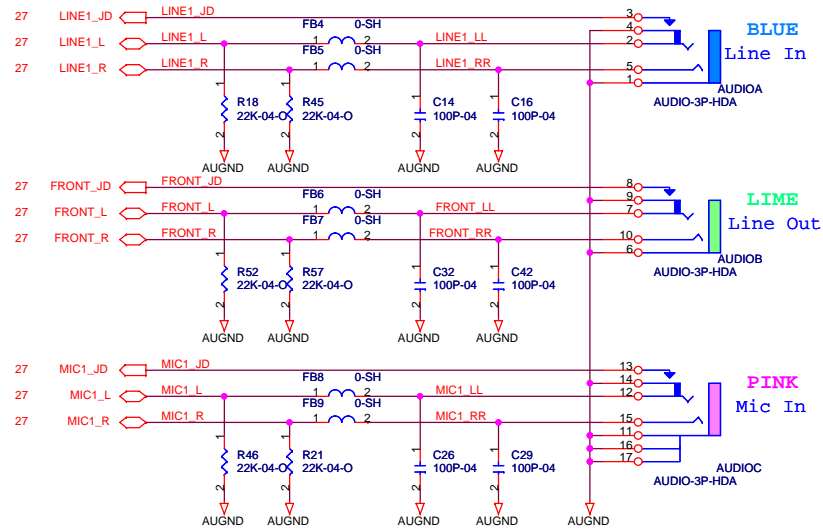 27 LINE1_JD LINE1_JD 3
4 BLUE
FB4 0-SH
27 LINE1_L LINE1_L 1 2 LINE1_LL 2 Line In
FB5 0-SH
27 LINE1_R LINE1_R 1 2 LINE1_RR 5
1 AUDIOA
AUDIO-3P-HDA
1 1 1 1
R18 R45 C14 C16
22K-04-O 22K-04-O 100P-04 100P-04
2 2 2 2
AUGND AUGND AUGND AUGND
27 FRONT_JD FRONT_JD 8
FB6 0-SH 9 LIME
27 FRONT_L FRONT_L 1 2 FRONT_LL 7 Line Out
FB7 0-SH
27 FRONT_R FRONT_R 1 2 FRONT_RR 10
6 AUDIOB
AUDIO-3P-HDA
1 1 1 1
R52 R57 C32 C42
22K-04-O 22K-04-O 100P-04 100P-04
2 2 2 2
AUGND AUGND AUGND AUGND
27 MIC1_JD MIC1_JD 13
FB8 0-SH 14 PINK
27 MIC1_L MIC1_L 1 2 MIC1_LL 12 Mic In
FB9 0-SH
27 MIC1_R MIC1_R 1 2 MIC1_RR 15
11
16
17 AUDIOC
AUDIO-3P-HDA
1 1 1 1
R46 R21 C26 C29
22K-04-O 22K-04-O 100P-04 100P-04
2 2 2 2
AUGND AUGND AUGND AUGND AUGND